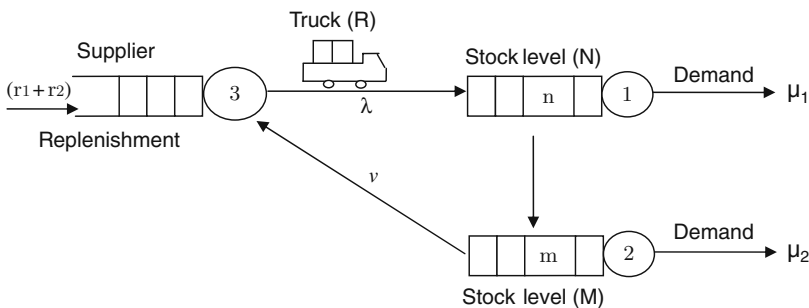 Truck (R)
Supplier
Stock level (N)
(r1+r2)
3
λ
n
1
Demand
μ1
Replenishment
ν
m
2
Demand
μ2
Stock level (M)